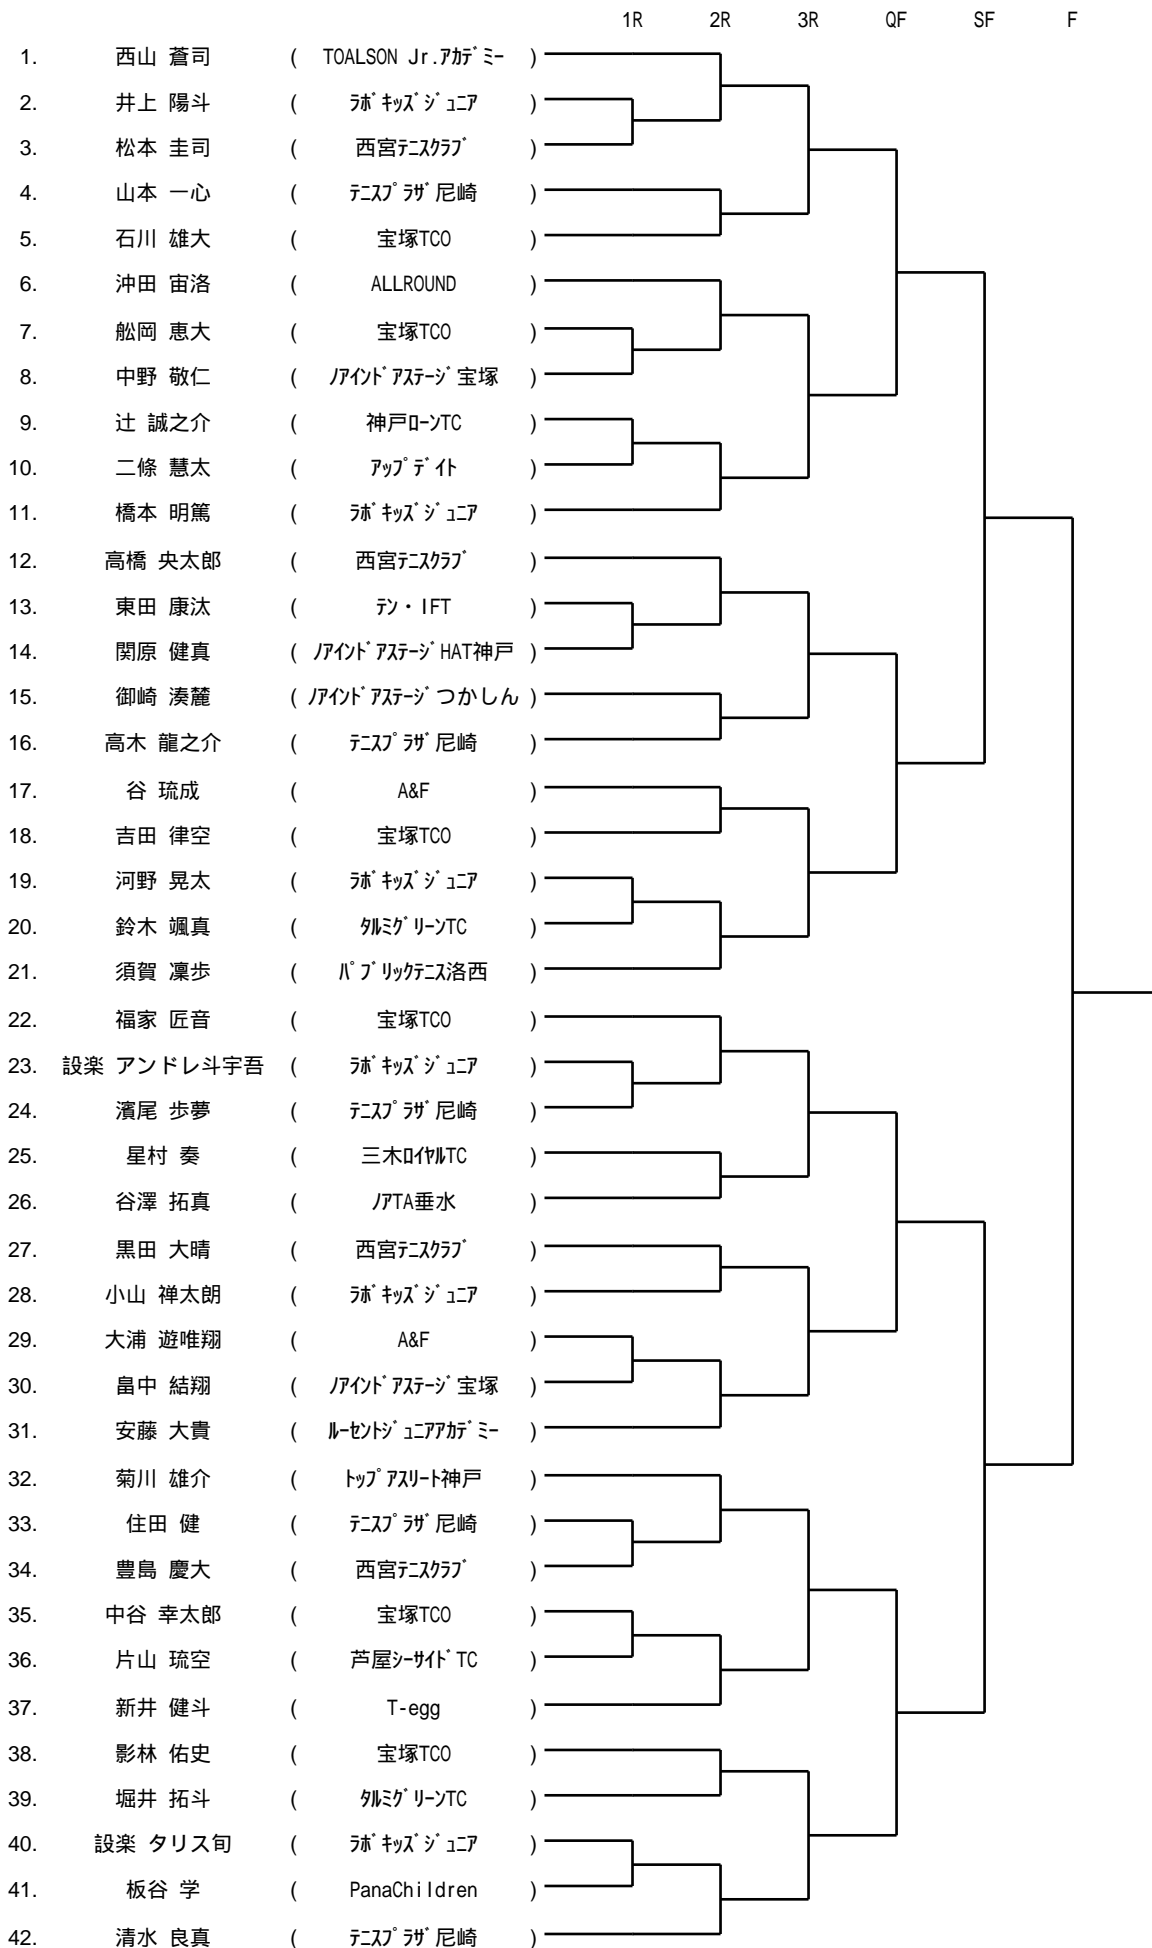 1R 2R 3R QF SF F
1. 西山 蒼司 ( TOALSON Jr.ｱｶﾃﾞﾐｰ )
2. 井上 陽斗 ( ﾗﾎﾞｷｯｽﾞｼﾞｭﾆｱ )
3. 松本 圭司 ( 西宮ﾃﾆｽｸﾗﾌﾞ )
4. 山本 一心 ( ﾃﾆｽﾌﾟﾗｻﾞ尼崎 )
5. 石川 雄大 ( 宝塚TCO )
6. 沖田 宙洛 ( ALLROUND )
7. 舩岡 恵大 ( 宝塚TCO )
8. 中野 敬仁 ( ﾉｱｲﾝﾄﾞｱｽﾃｰｼﾞ宝塚 )
9. 辻 誠之介 ( 神戸ﾛｰﾝTC )
10. 二條 慧太 ( ｱｯﾌﾟﾃﾞｲﾄ )
11. 橋本 明篤 ( ﾗﾎﾞｷｯｽﾞｼﾞｭﾆｱ )
12. 高橋 央太郎 ( 西宮ﾃﾆｽｸﾗﾌﾞ )
13. 東田 康汰 ( ﾃﾝ・IFT )
14. 関原 健真 ( ﾉｱｲﾝﾄﾞｱｽﾃｰｼﾞHAT神戸 )
15. 御崎 湊麓 ( ﾉｱｲﾝﾄﾞｱｽﾃｰｼﾞつかしん )
16. 高木 龍之介 ( ﾃﾆｽﾌﾟﾗｻﾞ尼崎 )
17. 谷 琉成 ( A&F )
18. 吉田 律空 ( 宝塚TCO )
19. 河野 晃太 ( ﾗﾎﾞｷｯｽﾞｼﾞｭﾆｱ )
20. 鈴木 颯真 ( ﾀﾙﾐｸﾞﾘｰﾝTC )
21. 須賀 凜歩 ( ﾊﾟﾌﾞﾘｯｸﾃﾆｽ洛西 )
22. 福家 匠音 ( 宝塚TCO )
23. 設楽 アンドレ斗宇吾 ( ﾗﾎﾞｷｯｽﾞｼﾞｭﾆｱ )
24. 濱尾 歩夢 ( ﾃﾆｽﾌﾟﾗｻﾞ尼崎 )
25. 星村 奏 ( 三木ﾛｲﾔﾙTC )
26. 谷澤 拓真 ( ﾉｱTA垂水 )
27. 黒田 大晴 ( 西宮ﾃﾆｽｸﾗﾌﾞ )
28. 小山 禅太朗 ( ﾗﾎﾞｷｯｽﾞｼﾞｭﾆｱ )
29. 大浦 遊唯翔 ( A&F )
30. 畠中 結翔 ( ﾉｱｲﾝﾄﾞｱｽﾃｰｼﾞ宝塚 )
31. 安藤 大貴 ( ﾙｰｾﾝﾄｼﾞｭﾆｱｱｶﾃﾞﾐｰ )
32. 菊川 雄介 ( ﾄｯﾌﾟｱｽﾘｰﾄ神戸 )
33. 住田 健 ( ﾃﾆｽﾌﾟﾗｻﾞ尼崎 )
34. 豊島 慶大 ( 西宮ﾃﾆｽｸﾗﾌﾞ )
35. 中谷 幸太郎 ( 宝塚TCO )
36. 片山 琉空 ( 芦屋ｼｰｻｲﾄﾞTC )
37. 新井 健斗 ( T-egg )
38. 影林 佑史 ( 宝塚TCO )
39. 堀井 拓斗 ( ﾀﾙﾐｸﾞﾘｰﾝTC )
40. 設楽 タリス旬 ( ﾗﾎﾞｷｯｽﾞｼﾞｭﾆｱ )
41. 板谷 学 ( PanaChildren )
42. 清水 良真 ( ﾃﾆｽﾌﾟﾗｻﾞ尼崎 )